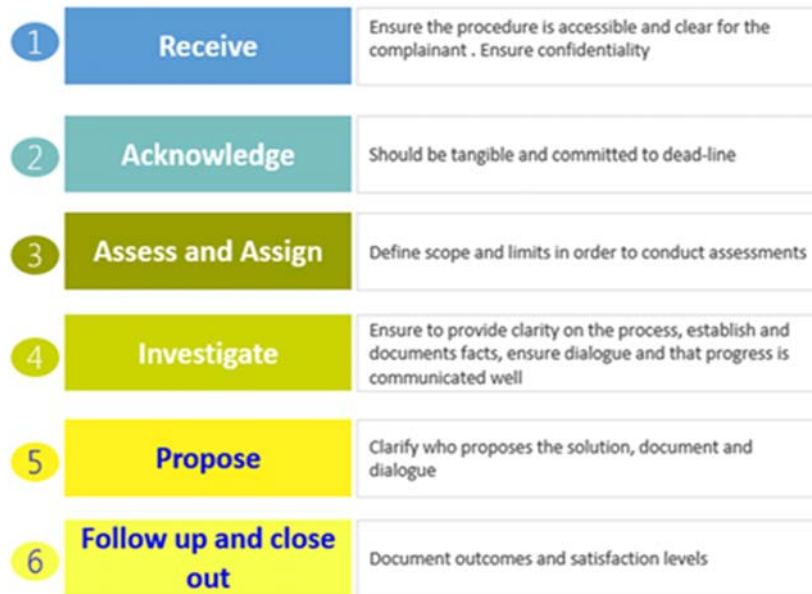 1
Receive
Ensure the procedure is accessible and clear for the
complainant . Ensure confidentiality
2
Acknowledge
Should be tangible and committed to dead-line
3
Assess and Assign
Define scope and limits in order to conduct assessments
4
Investigate
Ensure to provide clarity on the process, establish and
documents facts, ensure dialogue and that progress is
communicated well
5
Propose
Clarify who proposes the solution, document and
dialogue
6
Follow up and close
out
Document outcomes and satisfaction levels